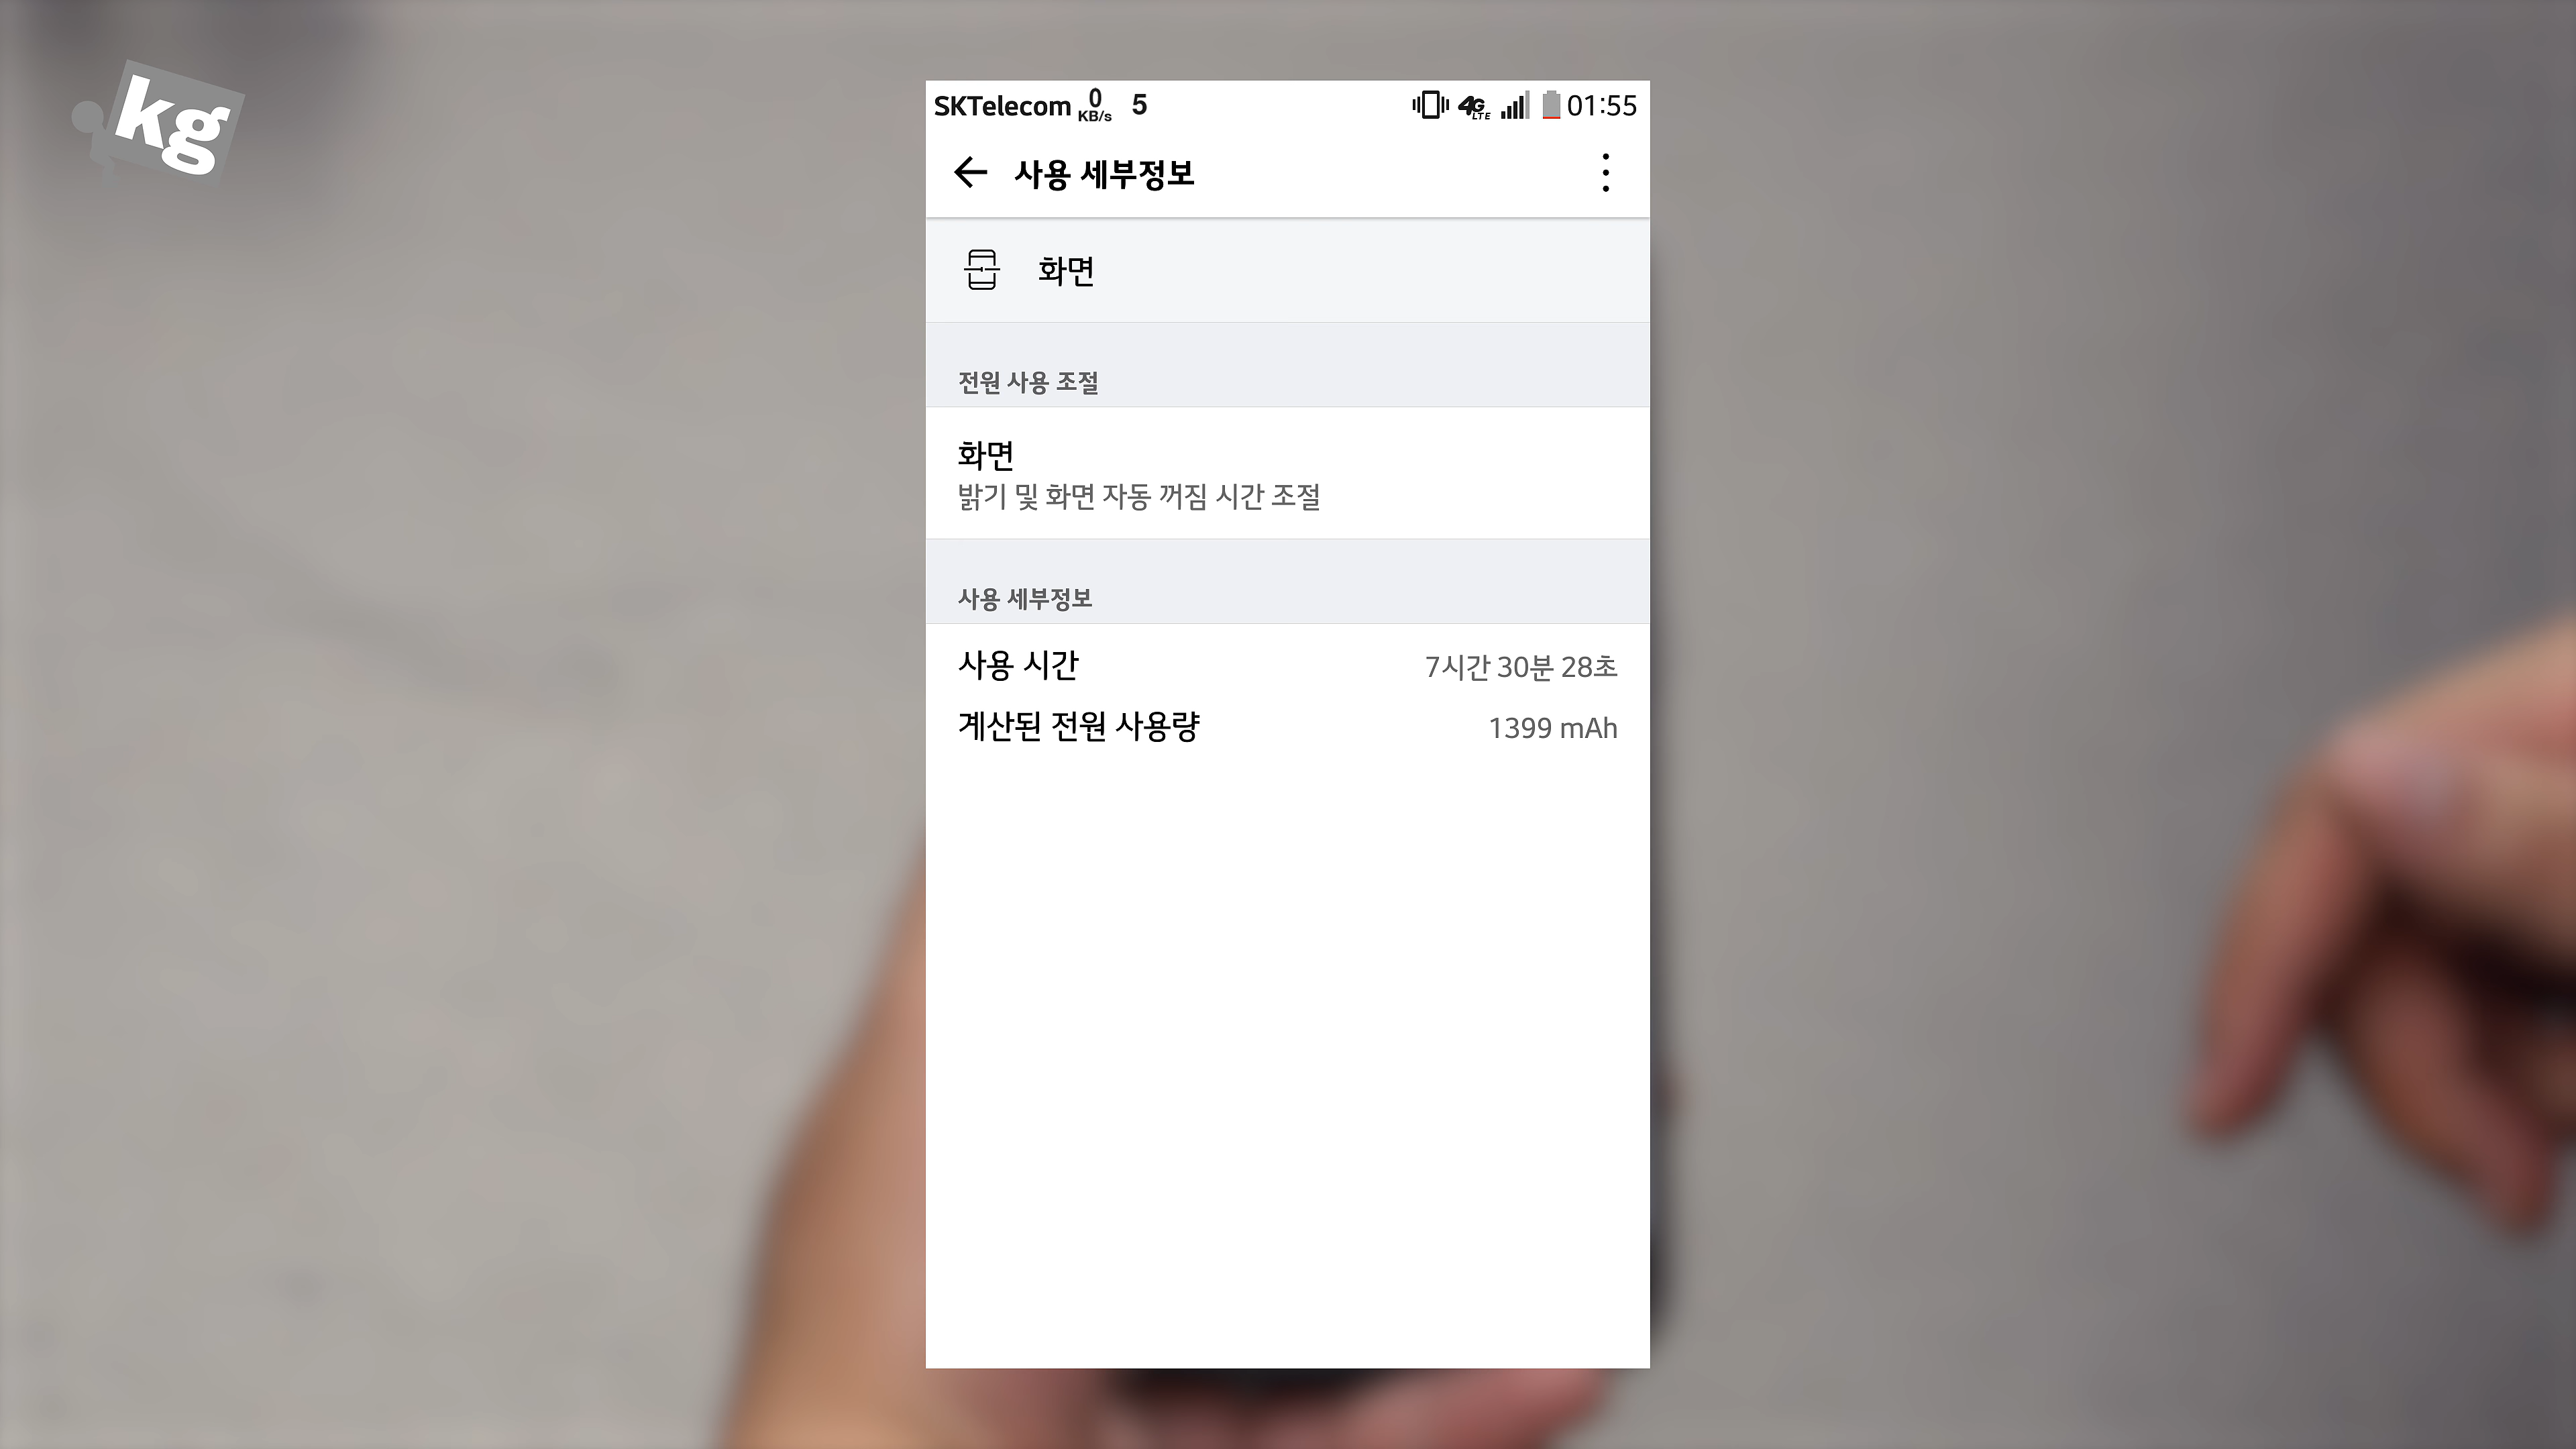 kg
SKTelecom 0 KB/s 5 4G LTE 01:55
사용 세부정보
화면
전원 사용 조절
화면
밝기 및 화면 자동 꺼짐 시간 조절
사용 세부정보
사용 시간 7시간 30분 28초
계산된 전원 사용량 1399 mAh